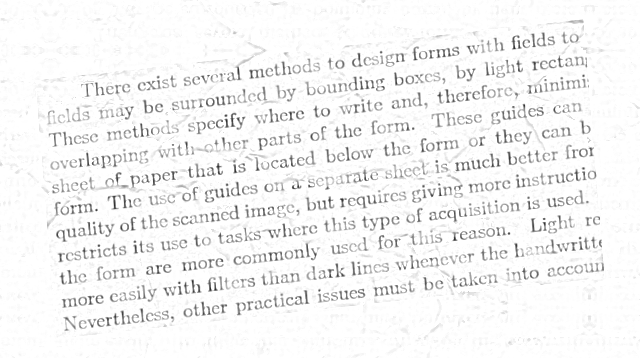 There exist several methods to design forms with fields to
fields may be surrounded by bounding boxes, by light rectan
These methods specify where to write and, therefore, minimi
overlapping with other parts of the form. These guides can
sheet of paper that is located below the form or they can b
form. The use of guides on a separate sheet is much better fror
quality of the scanned image, but requires giving more instructio
restricts its use to tasks where this type of acquisition is used.
the form are more commonly used for this reason. Light re
more easily with filters than dark lines whenever the handwritte
Nevertheless, other practical issues must be taken into accoun